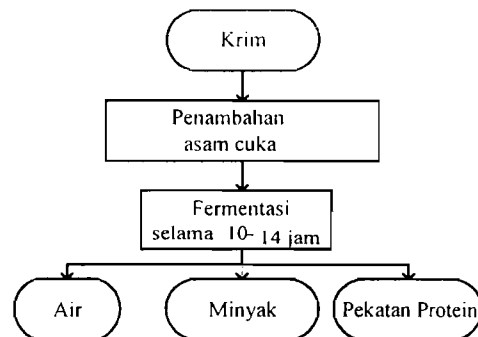 Krim
Penambahan
asam cuka
Fermentasi
selama 10- 14 jam
Air
Minyak
Pekatan Protein